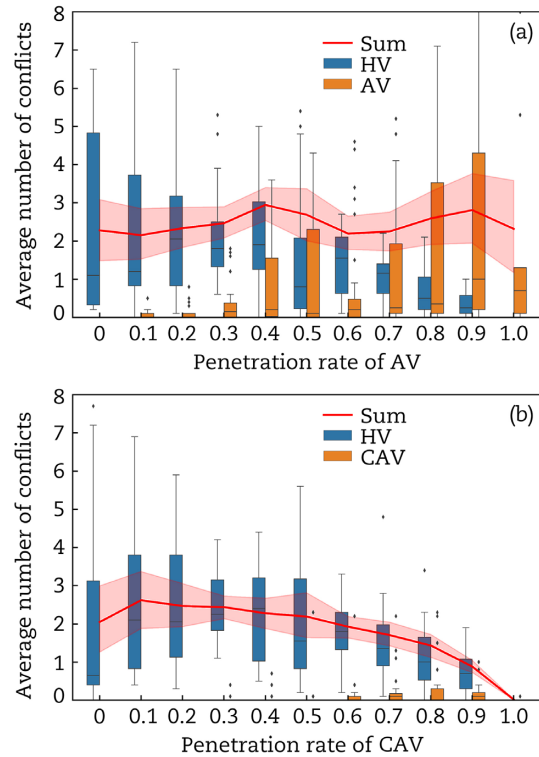 (a)
Sum
HV
AV
Average number of conflicts
8
7
6
5
4
3
2
1
0
0 0.1 0.2 0.3 0.4 0.5 0.6 0.7 0.8 0.9 1.0
Penetration rate of AV
(b)
Sum
HV
CAV
Average number of conflicts
8
7
6
5
4
3
2
1
0
0 0.1 0.2 0.3 0.4 0.5 0.6 0.7 0.8 0.9 1.0
Penetration rate of CAV